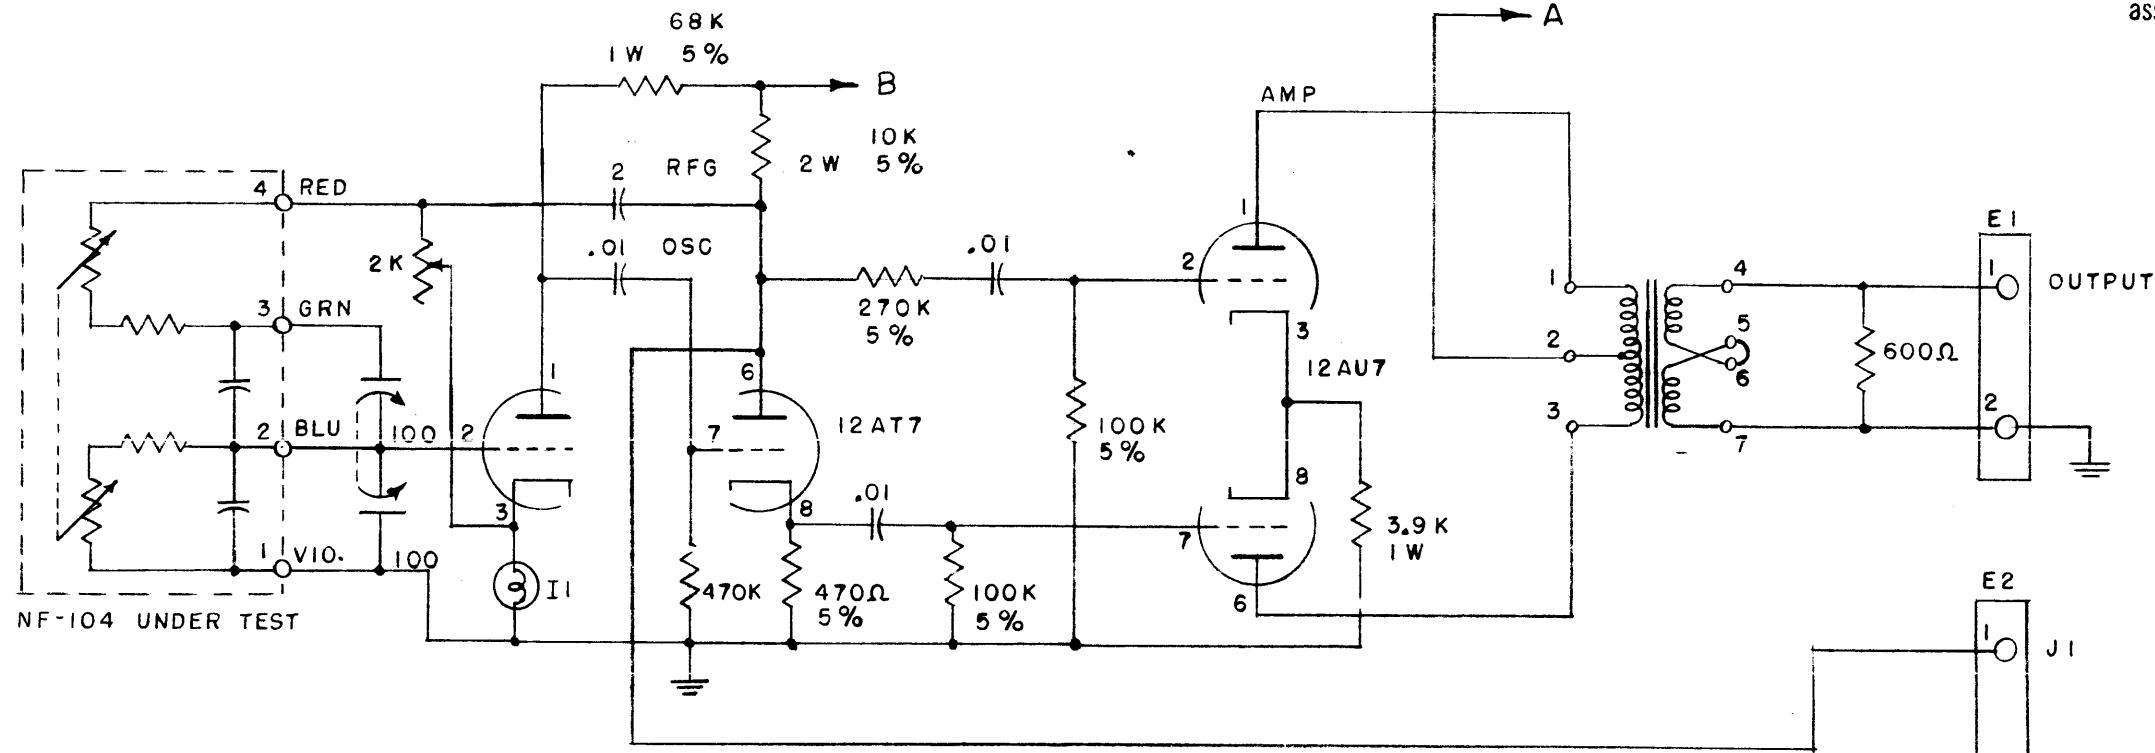 68K
1W 5%
A
as
B
AMP
10K
2W 5%
2 RFG
4 RED
1
E1
.01 OSC
.01
2K
2
1
4
1
OUTPUT
3 GRN
270K
5%
3
5
2
600Ω
12AU7
6
1
6
3
2
2 BLU
100
2
7
12AT7
100K
5%
7
8
.01
3
8
7
3.9K
1W
1 VIO.
100
I1
470K
470Ω
5%
100K
5%
6
E2
NF-104 UNDER TEST
1
J1